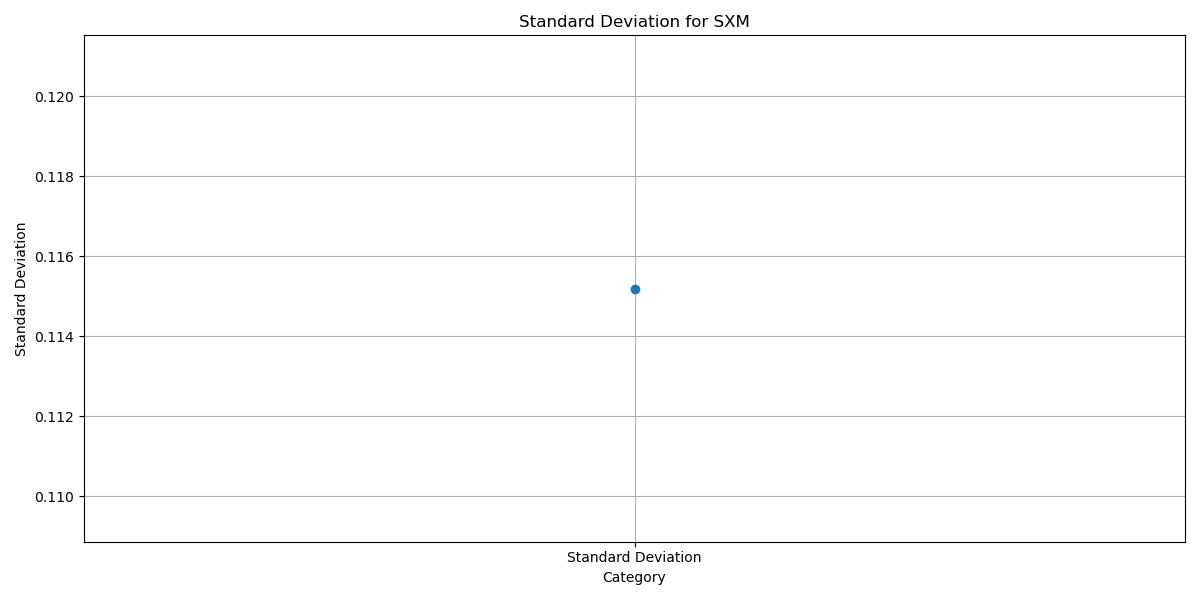 Standard Deviation for SXM
Standard Deviation
0.120
0.118
0.116
0.114
0.112
0.110
Standard Deviation
Category